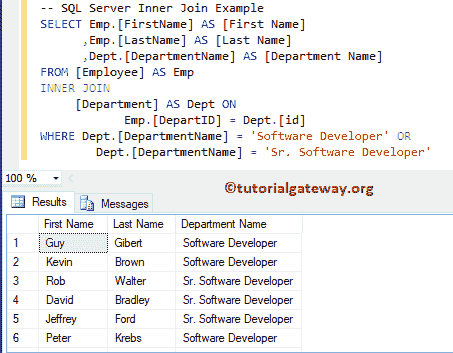 -- SQL Server Inner Join Example
SELECT Emp.[FirstName] AS [First Name]
,Emp.[LastName] AS [Last Name]
,Dept.[DepartmentName] AS [Department Name]
FROM [Employee] AS Emp
INNER JOIN
[Department] AS Dept ON
Emp.[DepartID] = Dept.[id]
WHERE Dept.[DepartmentName] = 'Software Developer' OR
Dept.[DepartmentName] = 'Sr. Software Developer'
100 %
©tutorialgateway.org
Results Messages
First Name Last Name Department Name
1 Guy Gibert Software Developer
2 Kevin Brown Software Developer
3 Rob Walter Sr. Software Developer
4 David Bradley Sr. Software Developer
5 Jeffrey Ford Sr. Software Developer
6 Peter Krebs Software Developer